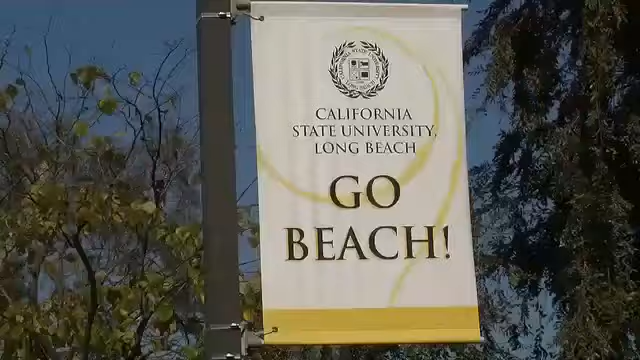 CALIFORNIA
STATE UNIVERSITY,
LONG BEACH
GO
BEACH!